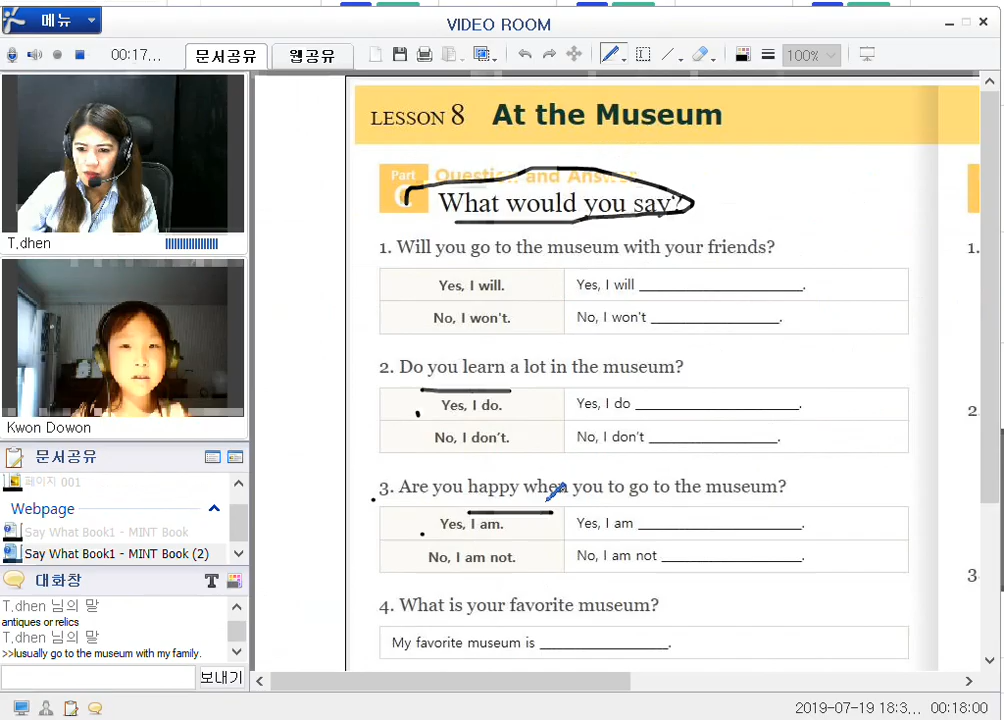 메뉴
VIDEO ROOM
00:17...
문서공유
웹공유
100%
T.dhen
Kwon Dowon
문서공유
페이지 001
Webpage
Say What Book1 - MINT Book
Say What Book1 - MINT Book (2)
대화창
T.dhen 님의 말
antiques or relics
T.dhen 님의 말
>>Iusually go to the museum with my family.
보내기
LESSON 8 At the Museum
Part
Question and Answer
What would you say?
1. Will you go to the museum with your friends?
Yes, I will. Yes, I will ____________________.
No, I won't. No, I won't ________________.
2. Do you learn a lot in the museum?
Yes, I do. Yes, I do ____________________.
No, I don't. No, I don't ________________.
3. Are you happy when you to go to the museum?
Yes, I am. Yes, I am ____________________.
No, I am not. No, I am not ________________.
4. What is your favorite museum?
My favorite museum is ________________.
1.
2
3
2019-07-19 18:3... 00:18:00